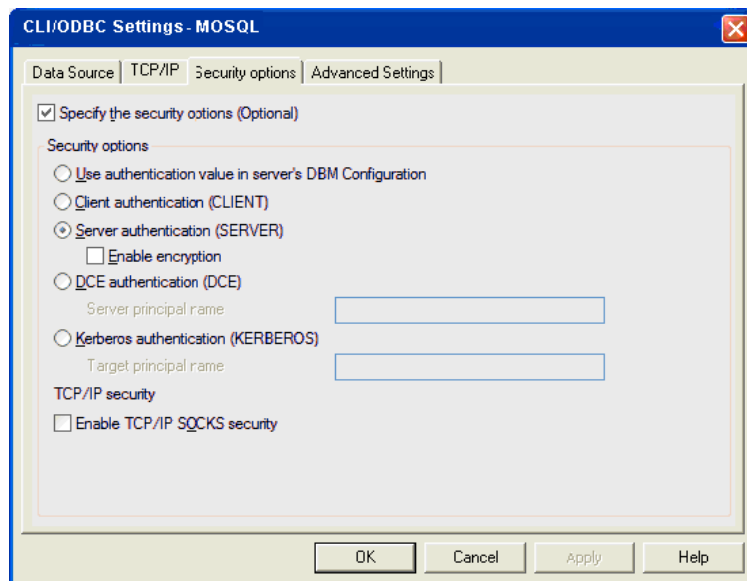 CLI/ODBC Settings - MOSQL
Data Source TCP/IP Security options Advanced Settings
Specify the security options (Optional)
Security options
Use authentication value in server's DBM Configuration
Client authentication (CLIENT)
Server authentication (SERVER)
Enable encryption
DCE authentication (DCE)
Server principal name
Kerberos authentication (KERBEROS)
Target principal name
TCP/IP security
Enable TCP/IP SOCKS security
OK Cancel Apply Help